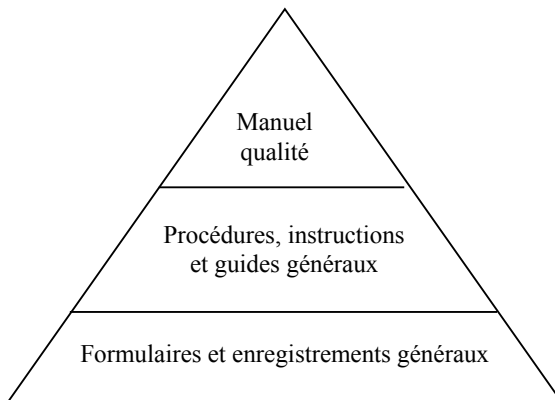 Manuel
qualité
Procédures, instructions
et guides généraux
Formulaires et enregistrements généraux